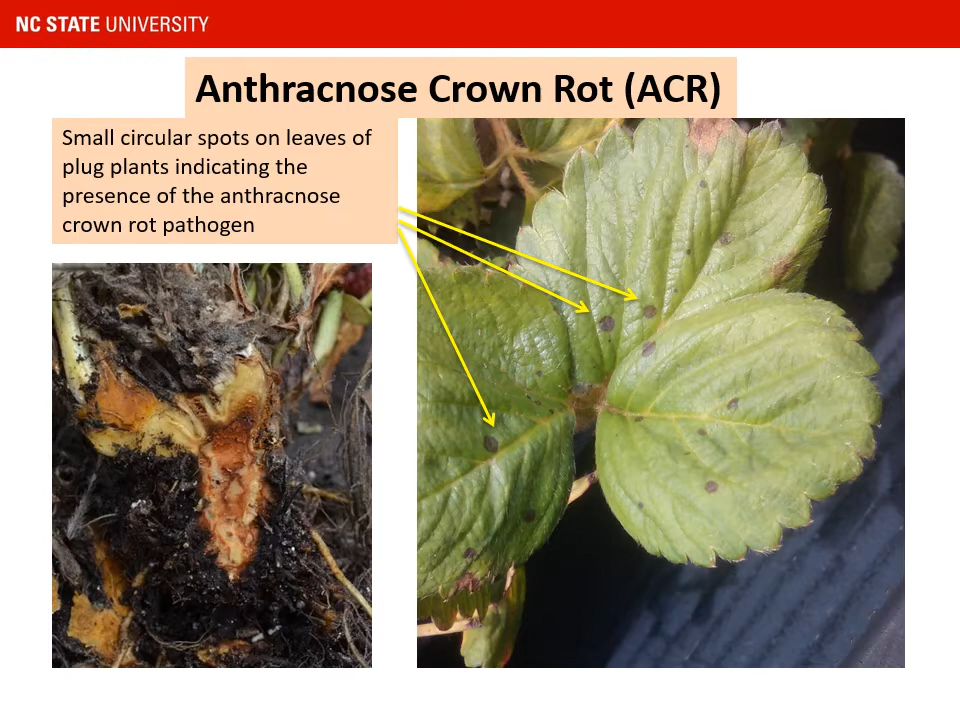 NC STATE UNIVERSITY
Anthracnose Crown Rot (ACR)
Small circular spots on leaves of
plug plants indicating the
presence of the anthracnose
crown rot pathogen